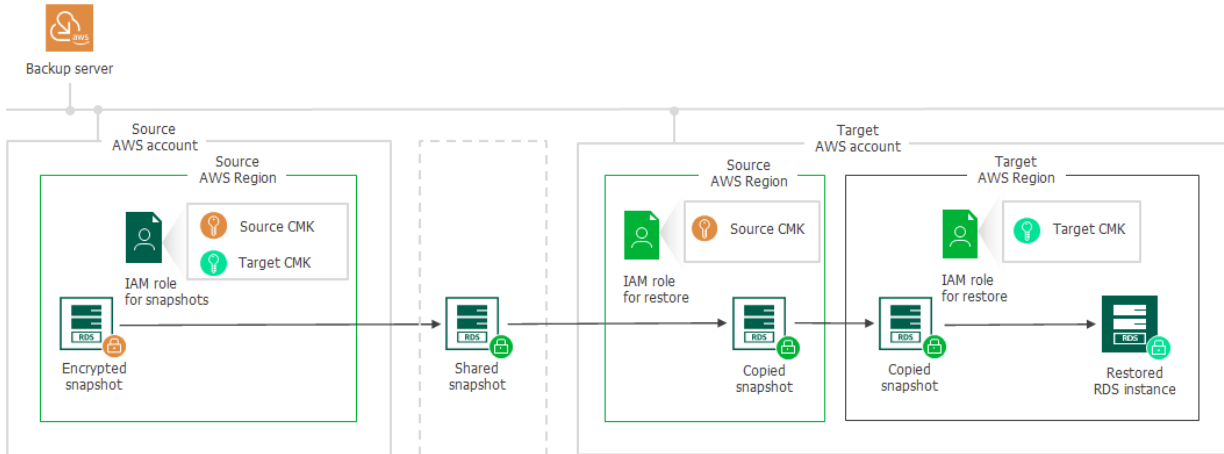 aws
Backup server
Source
AWS account
Target
AWS account
Source
AWS Region
Source
AWS Region
Target
AWS Region
Source CMK
Target CMK
Source CMK
Target CMK
IAM role
for snapshots
IAM role
for restore
IAM role
for restore
RDS
RDS
RDS
RDS
RDS
Encrypted
snapshot
Shared
snapshot
Copied
snapshot
Copied
snapshot
Restored
RDS instance